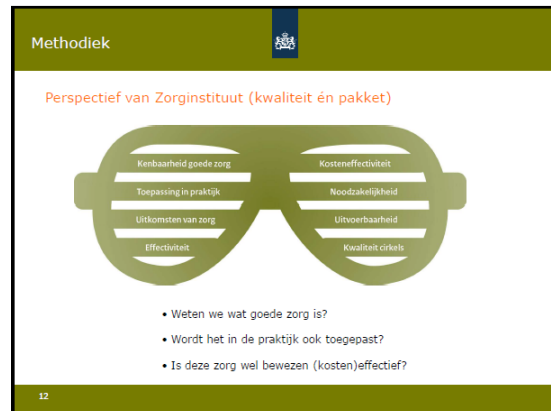 Methodiek
Perspectief van Zorginstituut (kwaliteit én pakket)
Kenbaarheid goede zorg
Kosteneffectiviteit
Toepassing in praktijk
Noodzakelijkheid
Uitkomsten van zorg
Uitvoerbaarheid
Effectiviteit
Kwaliteit cirkels
• Weten we wat goede zorg is?
• Wordt het in de praktijk ook toegepast?
• Is deze zorg wel bewezen (kosten)effectief?
12